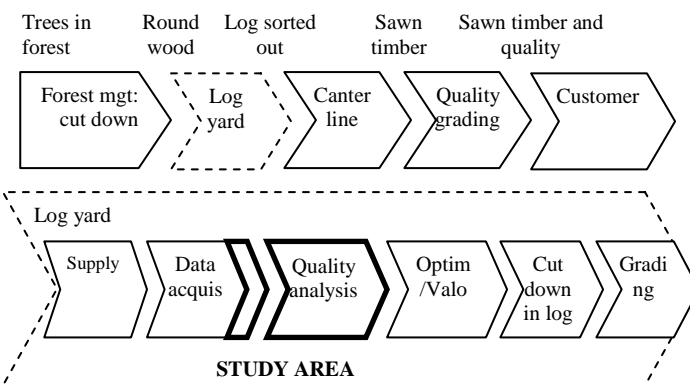 Trees in Round Log sorted Sawn Sawn timber and
forest wood out timber quality
Forest mgt: Log Canter Quality Customer
cut down yard line grading
Log yard
Supply Data Quality Optim Cut Gradi
acquis analysis /Valo down ng
in log
STUDY AREA